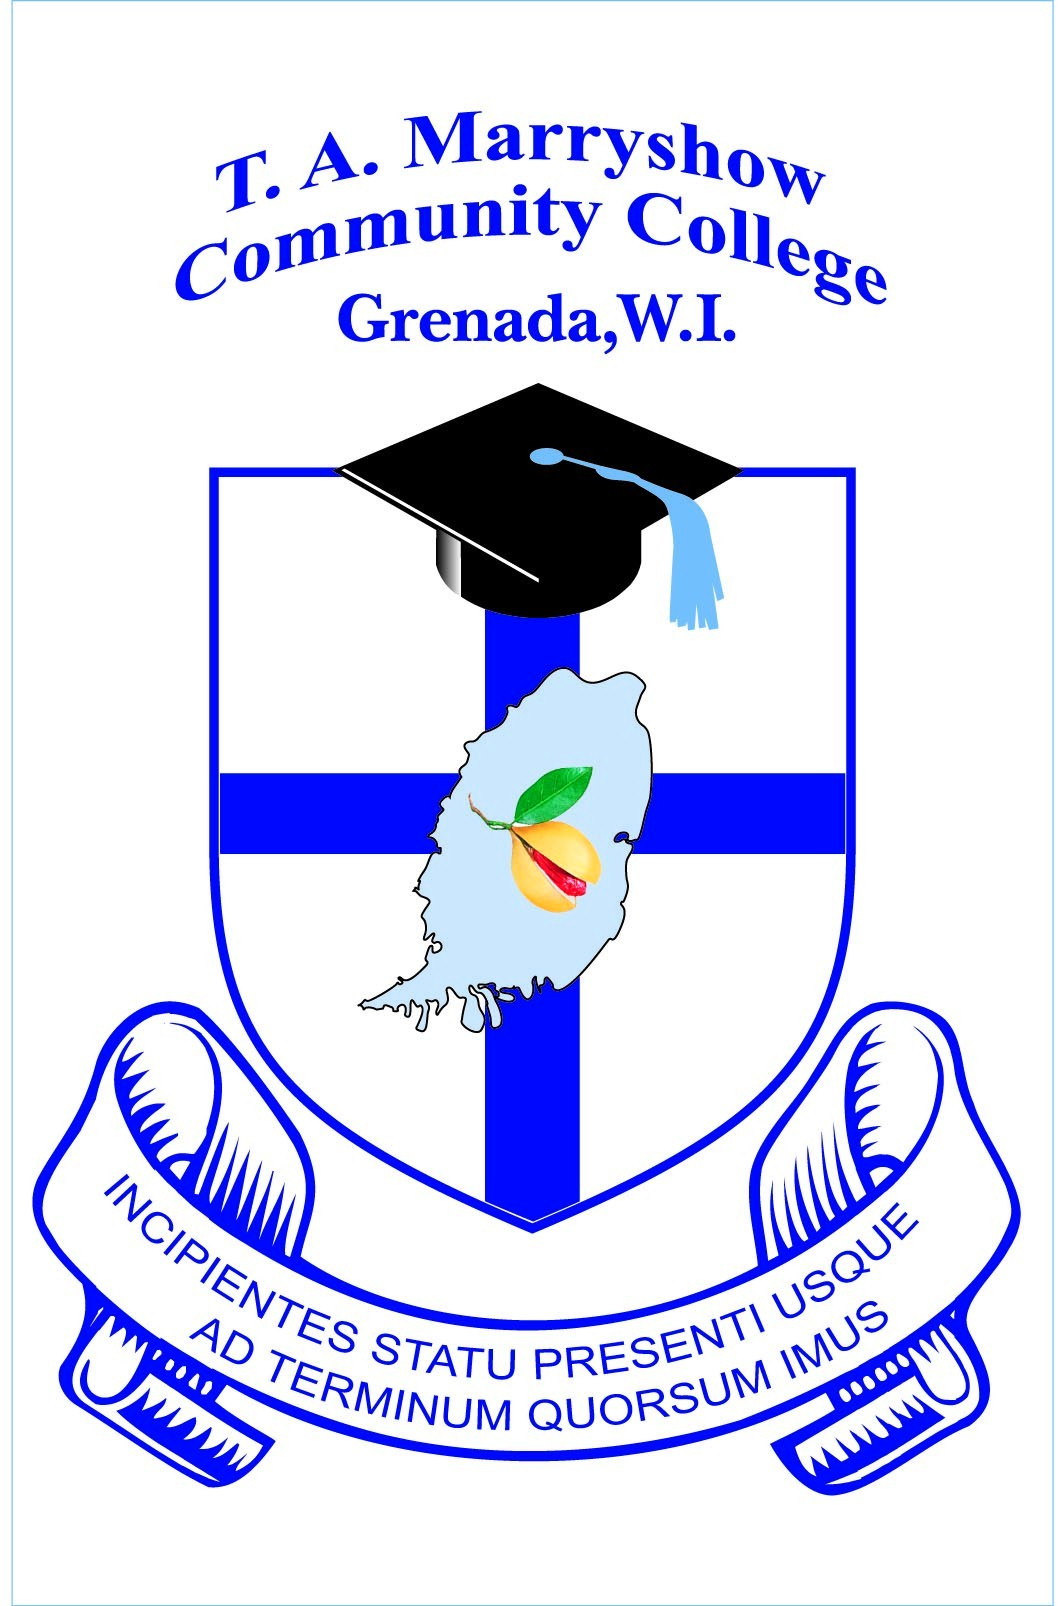 T. A. Marryshow
Community College
Grenada,W.I.
INCIPIENTES STATU PRESENTI USQUE
AD TERMINUM QUORSUM IMUS